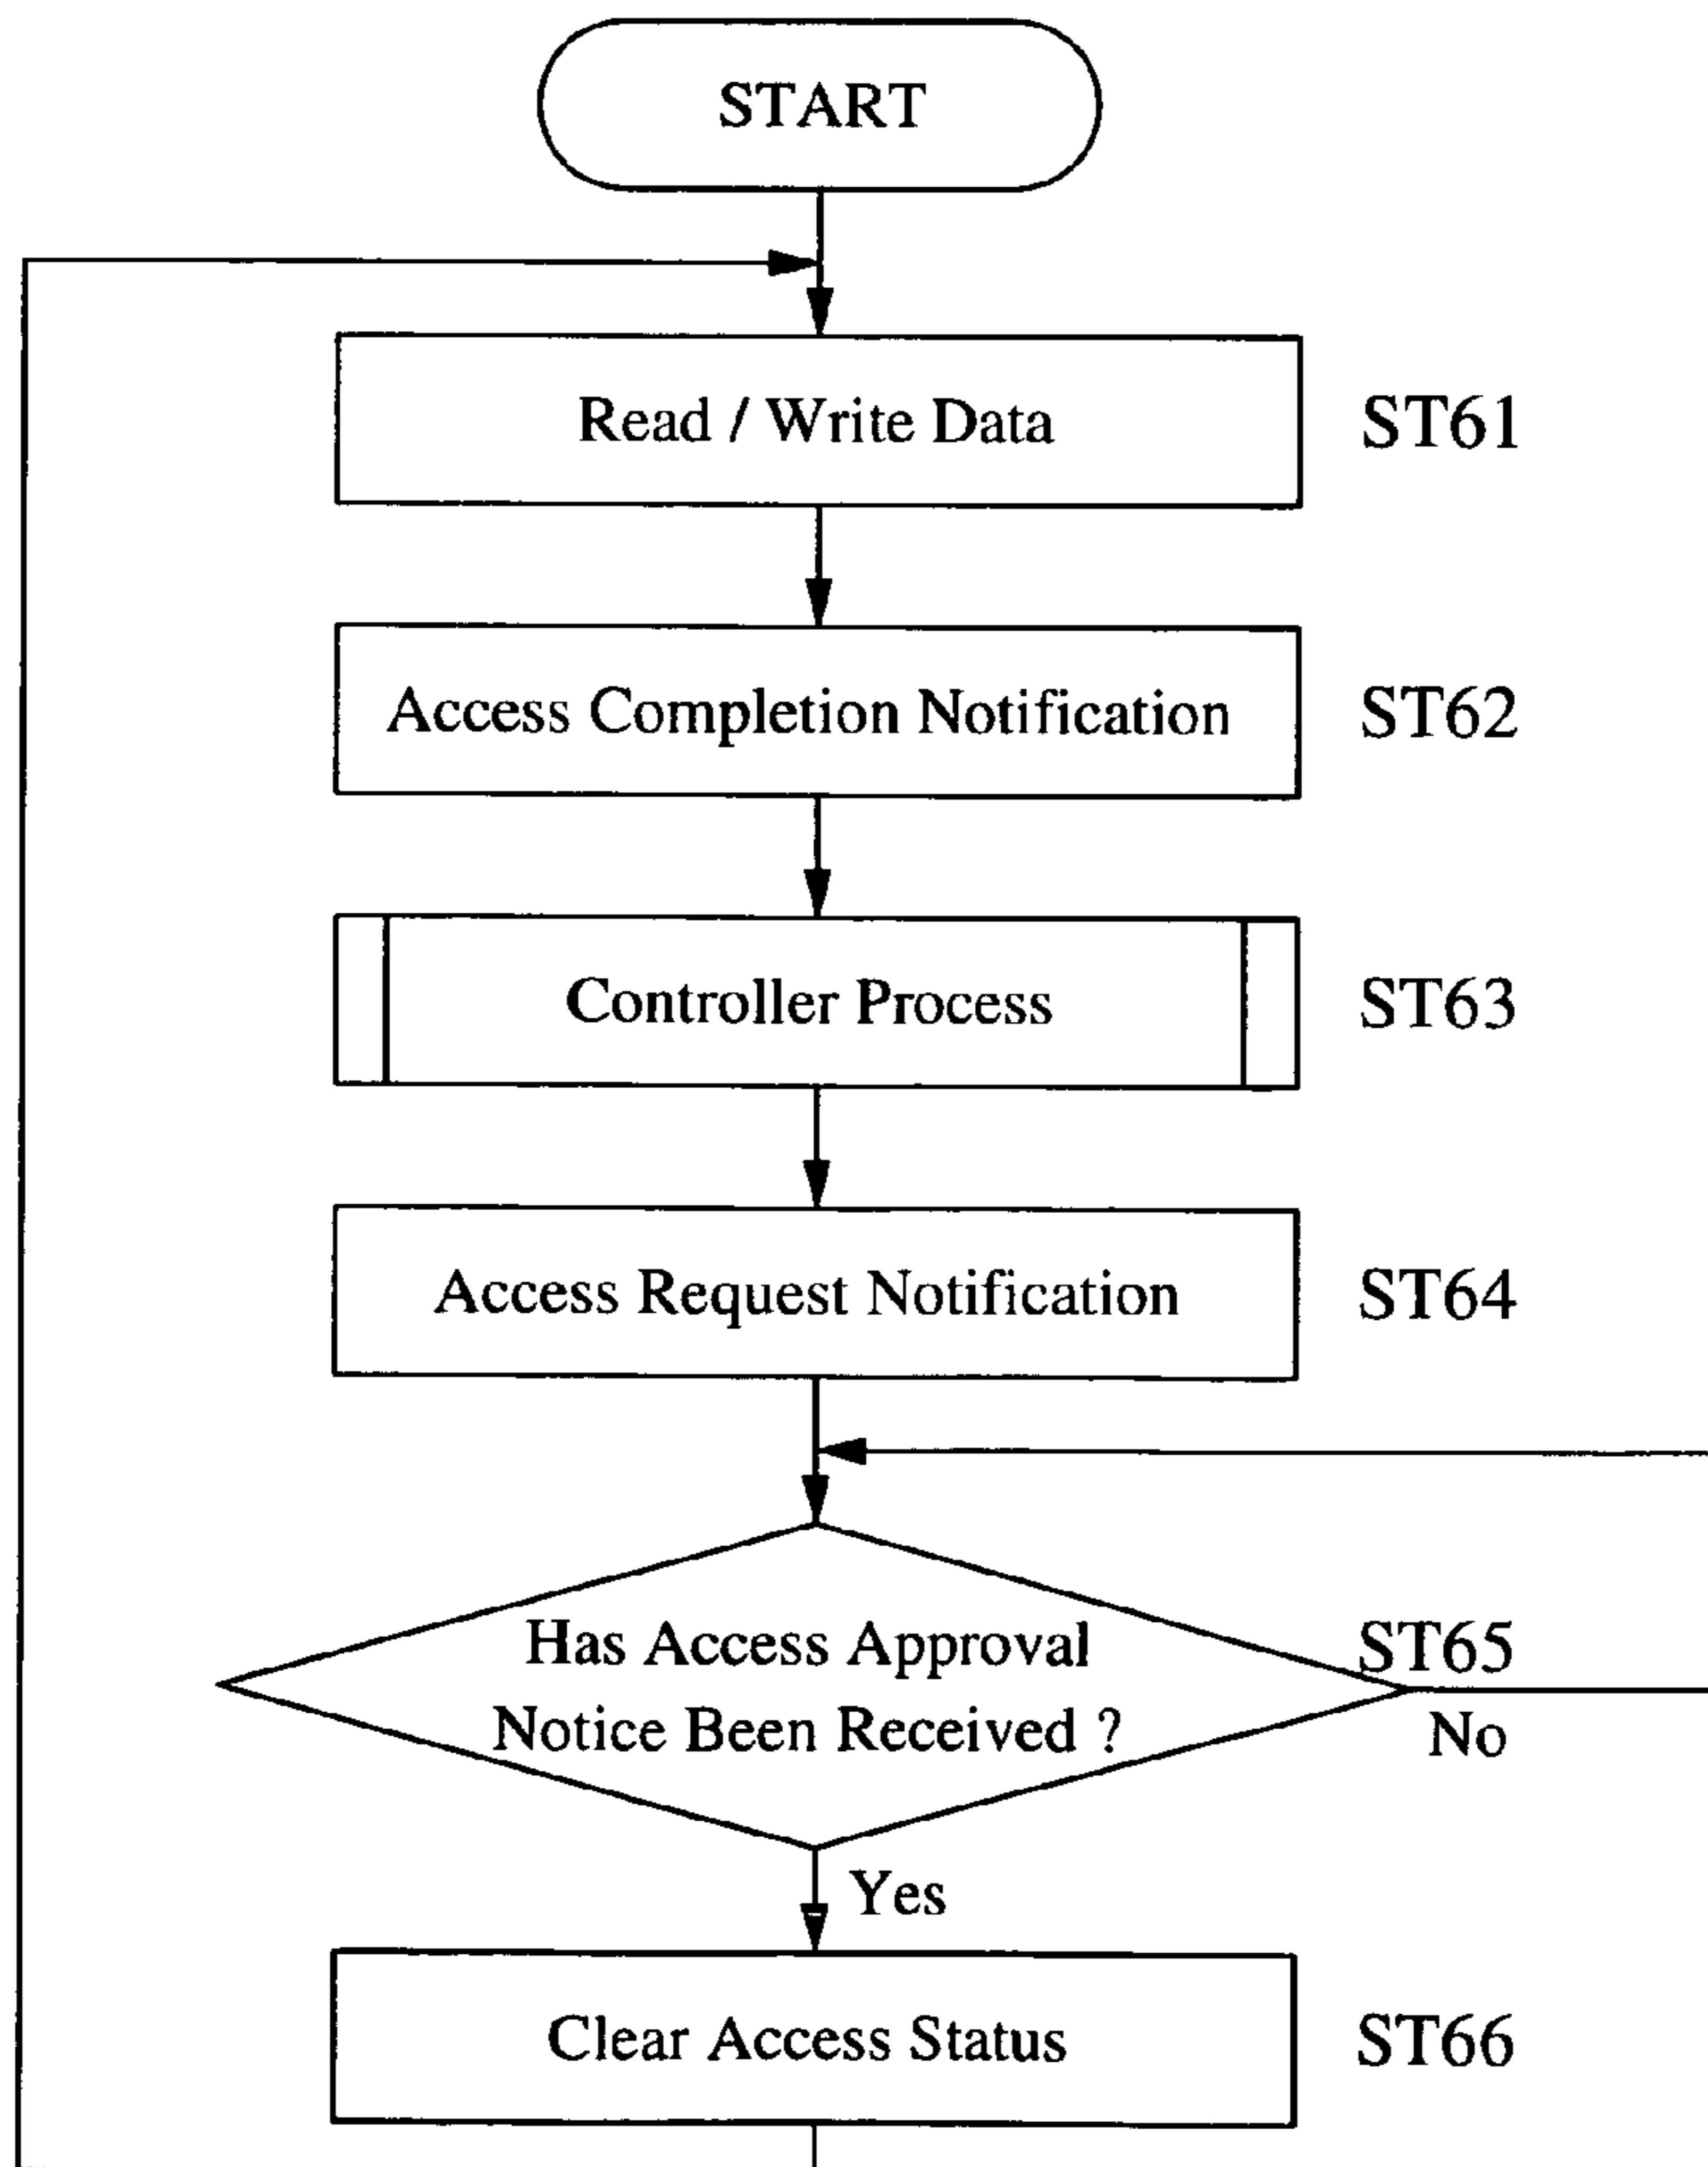 START
Read / Write Data
ST61
Access Completion Notification
ST62
Controller Process
ST63
Access Request Notification
ST64
Has Access Approval
Notice Been Received ?
ST65
No
Yes
Clear Access Status
ST66